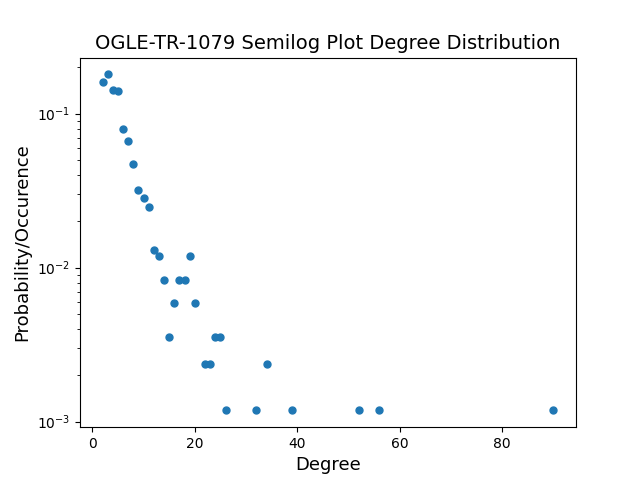 OGLE-TR-1079 Semilog Plot Degree Distribution
Probability/Occurence
10⁻¹
10⁻²
10⁻³
0 20 40 60 80
Degree